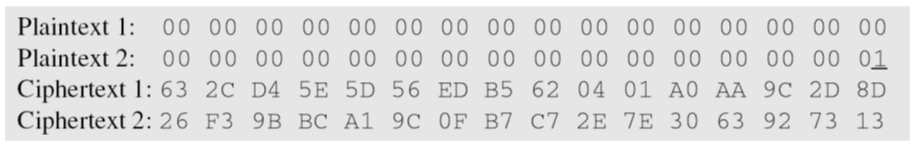 Plaintext 1: 00 00 00 00 00 00 00 00 00 00 00 00 00 00 00 00
Plaintext 2: 00 00 00 00 00 00 00 00 00 00 00 00 00 00 00 01
Ciphertext 1: 63 2C D4 5E 5D 56 ED B5 62 04 01 A0 AA 9C 2D 8D
Ciphertext 2: 26 F3 9B BC A1 9C 0F B7 C7 2E 7E 30 63 92 73 13